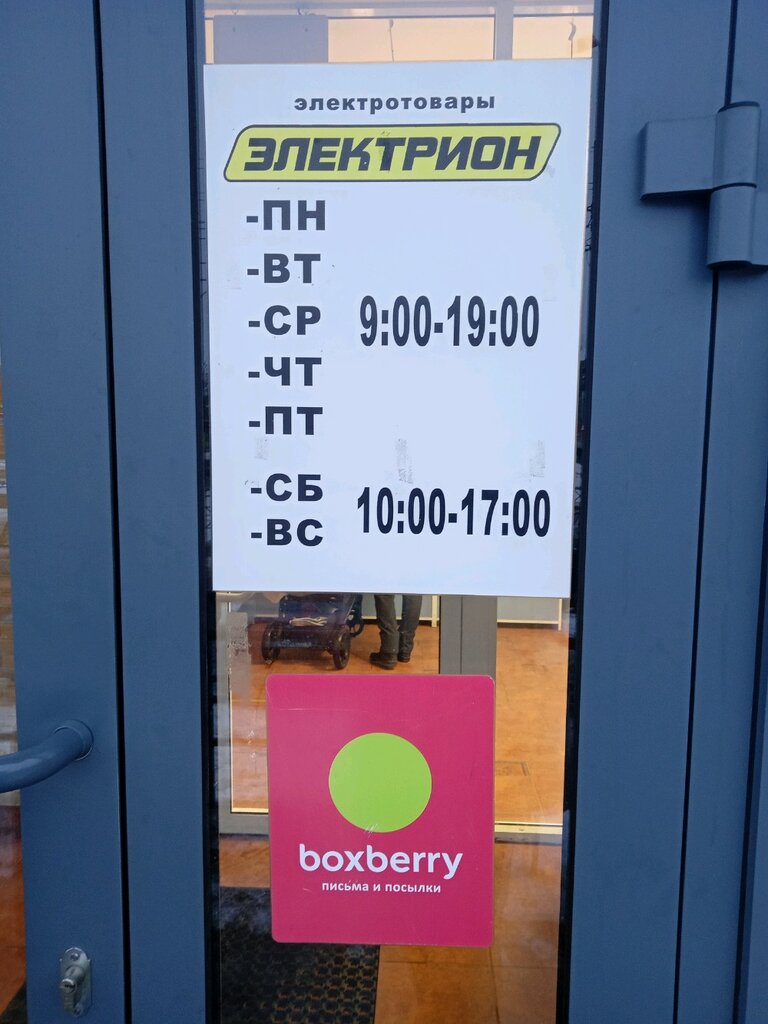 электротовары
ЭЛЕКТРИОН
-ПН
-ВТ
-СР 9:00-19:00
-ЧТ
-ПТ
-СБ 10:00-17:00
-ВС
boxberry
письма и посылки